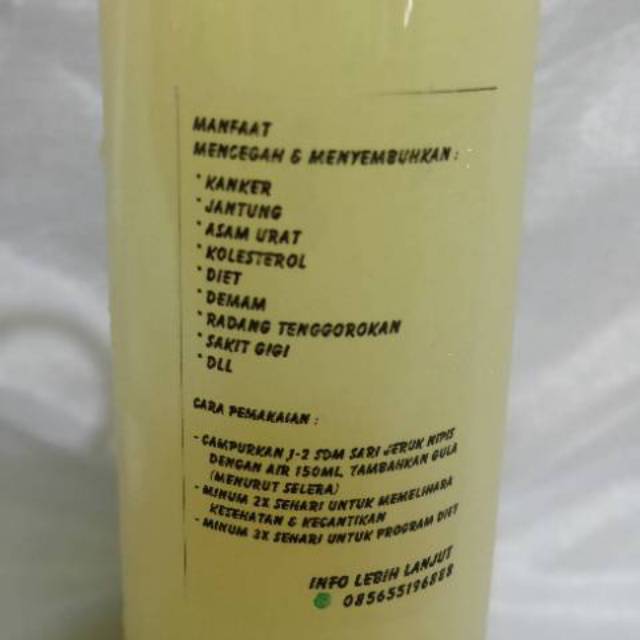 MANFAAT
MENCEGAH & MENYEMBUHKAN :
* KANKER
* JANTUNG
* ASAM URAT
* KOLESTEROL
* DIET
* DEMAM
* RADANG TENGGOROKAN
* SAKIT GIGI
* DLL
CARA PEMAKAIAN :
- CAMPURKAN 1-2 SDM SARI JERUK NIPIS
DENGAN AIR 150ML, TAMBAHKAN GULA
(MENURUT SELERA)
- MINUM 2X SEHARI UNTUK MEMELIHARA
KESEHATAN & KECANTIKAN
- MINUM 3X SEHARI UNTUK PROGRAM DIET
INFO LEBIH LANJUT
085655196888